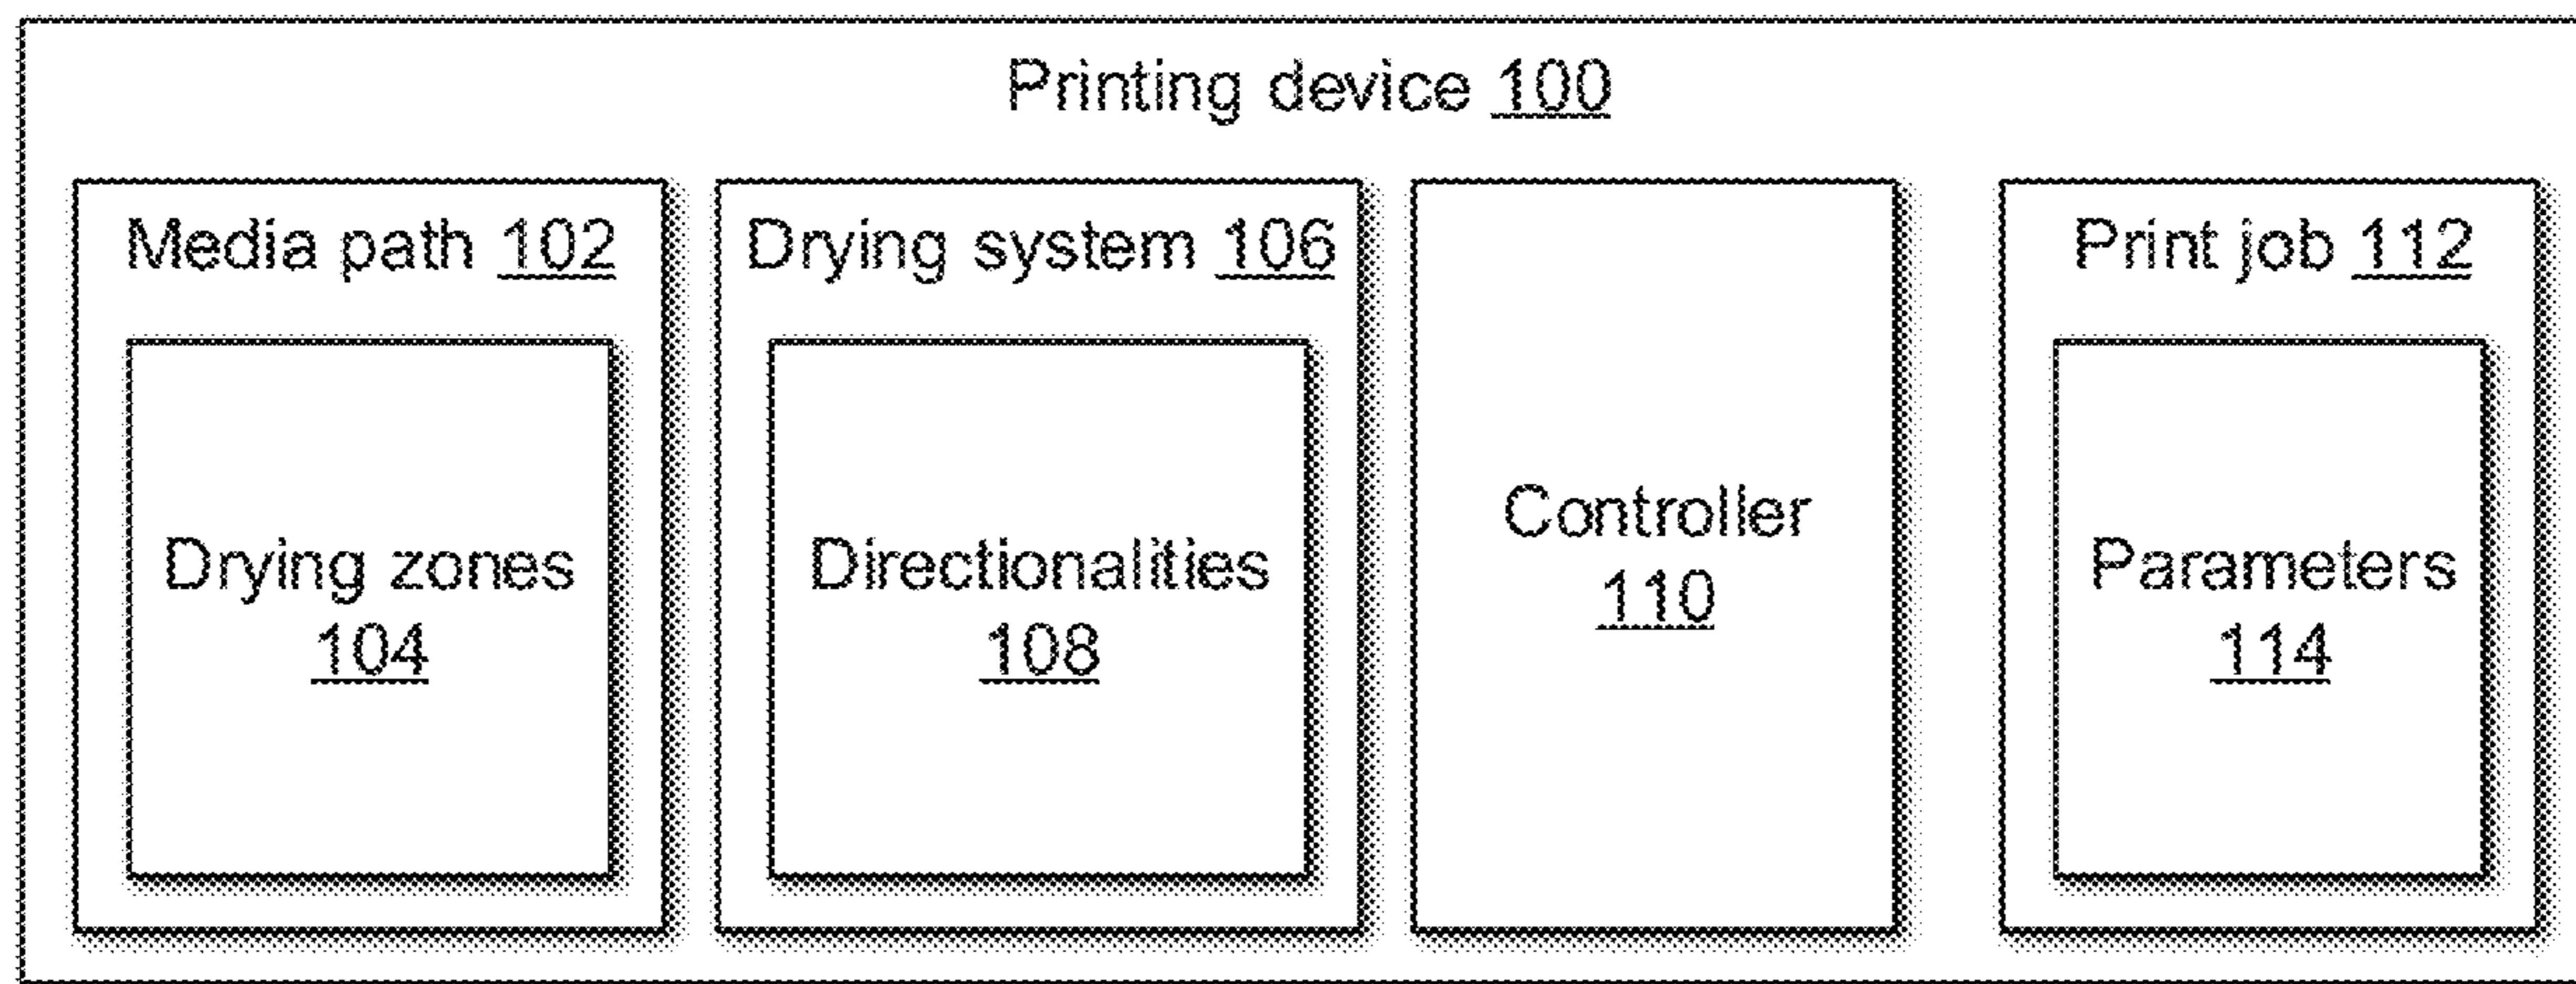 Printing device 100
Media path 102
Drying zones
104
Drying system 106
Directionalities
108
Controller
110
Print job 112
Parameters
114